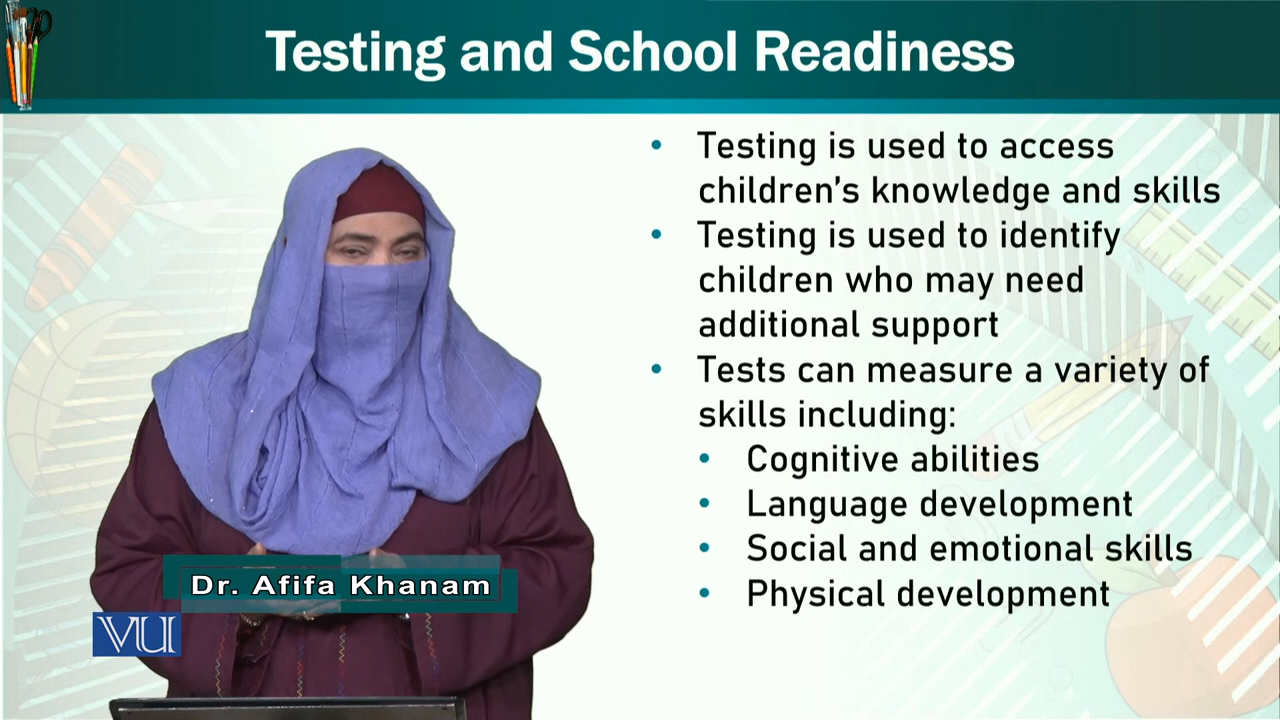 Testing and School Readiness
• Testing is used to access
children's knowledge and skills
• Testing is used to identify
children who may need
additional support
• Tests can measure a variety of
skills including:
• Cognitive abilities
• Language development
• Social and emotional skills
• Physical development
Dr. Afifa Khanam
VU